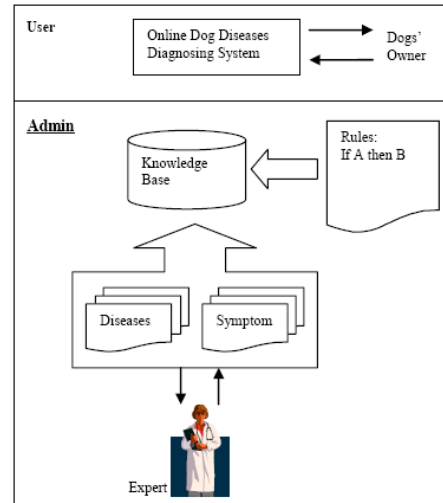 User
Online Dog Diseases
Diagnosing System
Dogs'
Owner
Admin
Knowledge
Base
Rules:
If A then B
Diseases
Symptom
Expert